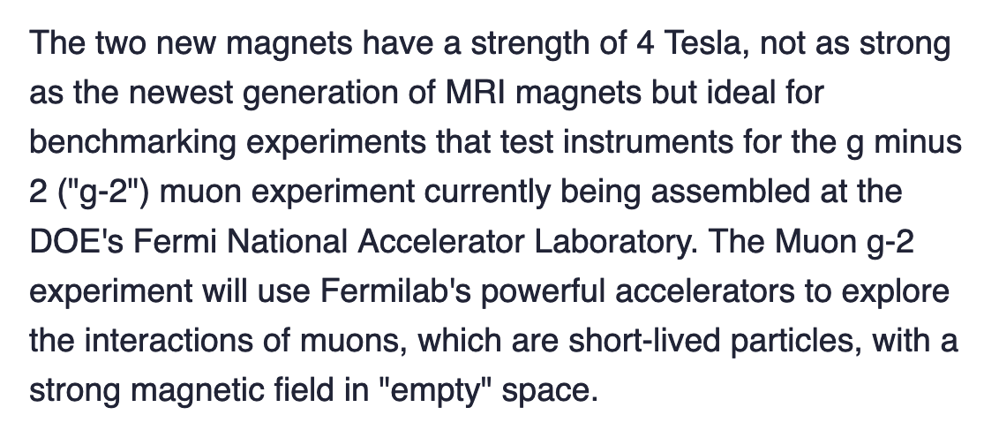 The two new magnets have a strength of 4 Tesla, not as strong
as the newest generation of MRI magnets but ideal for
benchmarking experiments that test instruments for the g minus
2 ("g-2") muon experiment currently being assembled at the
DOE's Fermi National Accelerator Laboratory. The Muon g-2
experiment will use Fermilab's powerful accelerators to explore
the interactions of muons, which are short-lived particles, with a
strong magnetic field in "empty" space.